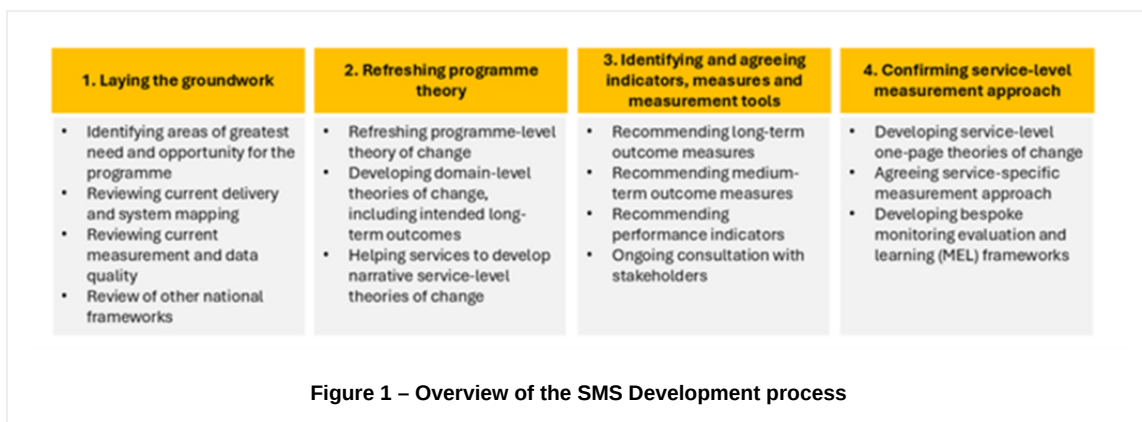 1. Laying the groundwork
• Identifying areas of greatest
need and opportunity for the
programme
• Reviewing current delivery
and system mapping
• Reviewing current
measurement and data
quality
• Review of other national
frameworks
2. Refreshing programme
theory
• Refreshing programme-level
theory of change
• Developing domain-level
theories of change,
including intended long-
term outcomes
• Helping services to develop
narrative service-level
theories of change
3. Identifying and agreeing
indicators, measures and
measurement tools
• Recommending long-term
outcome measures
• Recommending medium-
term outcome measures
• Recommending
performance indicators
• Ongoing consultation with
stakeholders
4. Confirming service-level
measurement approach
• Developing service-level
one-page theories of change
• Agreeing service-specific
measurement approach
• Developing bespoke
monitoring evaluation and
learning (MEL) frameworks
Figure 1 – Overview of the SMS Development process